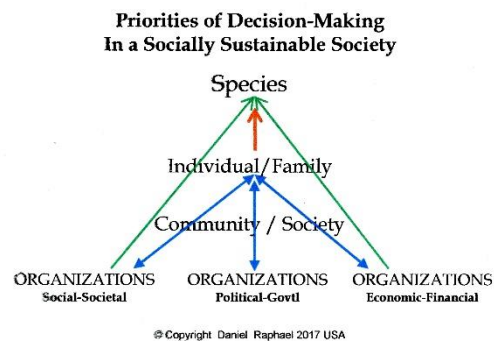 Priorities of Decision-Making
In a Socially Sustainable Society
Species
Individual/Family
Community / Society
ORGANIZATIONS ORGANIZATIONS ORGANIZATIONS
Social-Societal Political-Govtl Economic-Financial
© Copyright Daniel Raphael 2017 USA